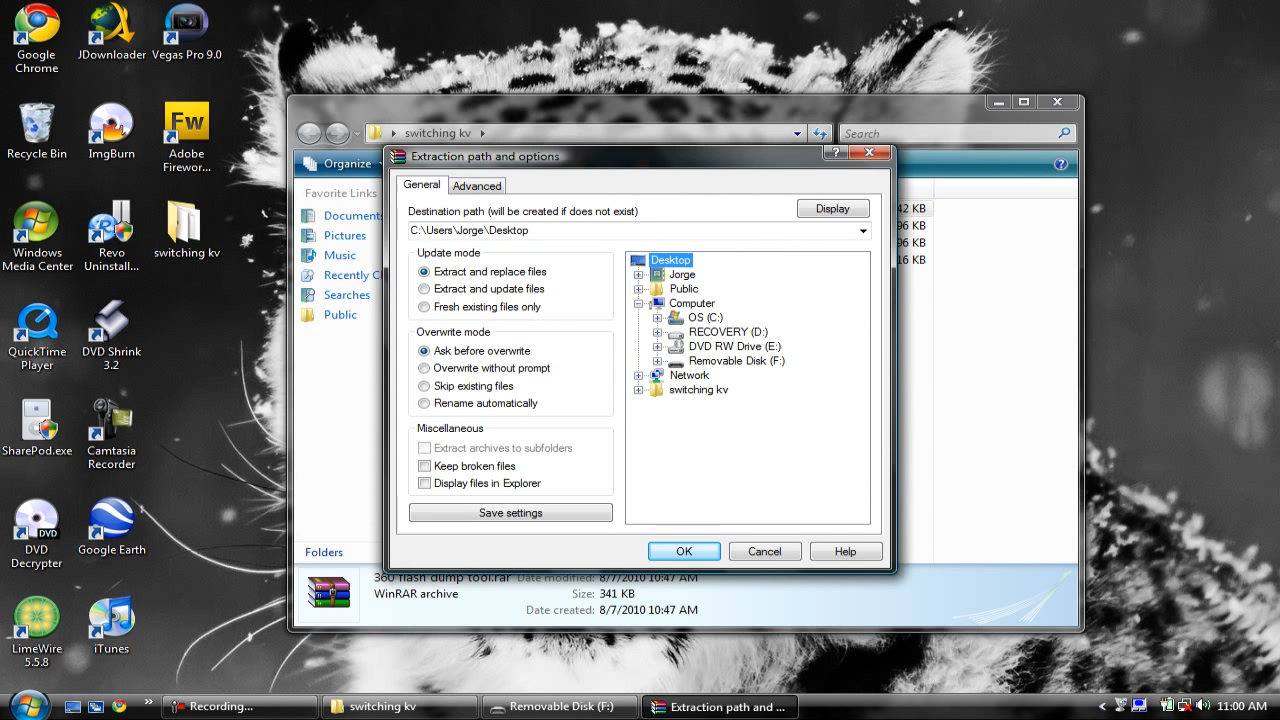 Google Chrome
JDownloader
Vegas Pro 9.0
Recycle Bin
ImgBurn
Fw
Adobe Firewor...
Windows Media Center
Revo Uninstall...
switching kv
QuickTime Player
DVD Shrink 3.2
SharePod.exe
Camtasia Recorder
DVD
DVD Decrypter
Google Earth
LimeWire 5.5.8
iTunes
switching kv
Search
Organize
?
Favorite Links
Documents
Pictures
Music
Recently C
Searches
Public
Folders
42 KB
96 KB
96 KB
16 KB
Extraction path and options
?
General
Advanced
Destination path (will be created if does not exist)
Display
C:\Users\Jorge\Desktop
Update mode
Extract and replace files
Extract and update files
Fresh existing files only
Overwrite mode
Ask before overwrite
Overwrite without prompt
Skip existing files
Rename automatically
Miscellaneous
Extract archives to subfolders
Keep broken files
Display files in Explorer
Save settings
Desktop
Jorge
Public
Computer
OS (C:)
RECOVERY (D:)
DVD RW Drive (E:)
Removable Disk (F:)
Network
switching kv
OK
Cancel
Help
360 flash dump tool.rar Date modified: 8/7/2010 10:47 AM
WinRAR archive Size: 341 KB
Date created: 8/7/2010 10:47 AM
Recording...
switching kv
Removable Disk (F:)
Extraction path and ...
11:00 AM